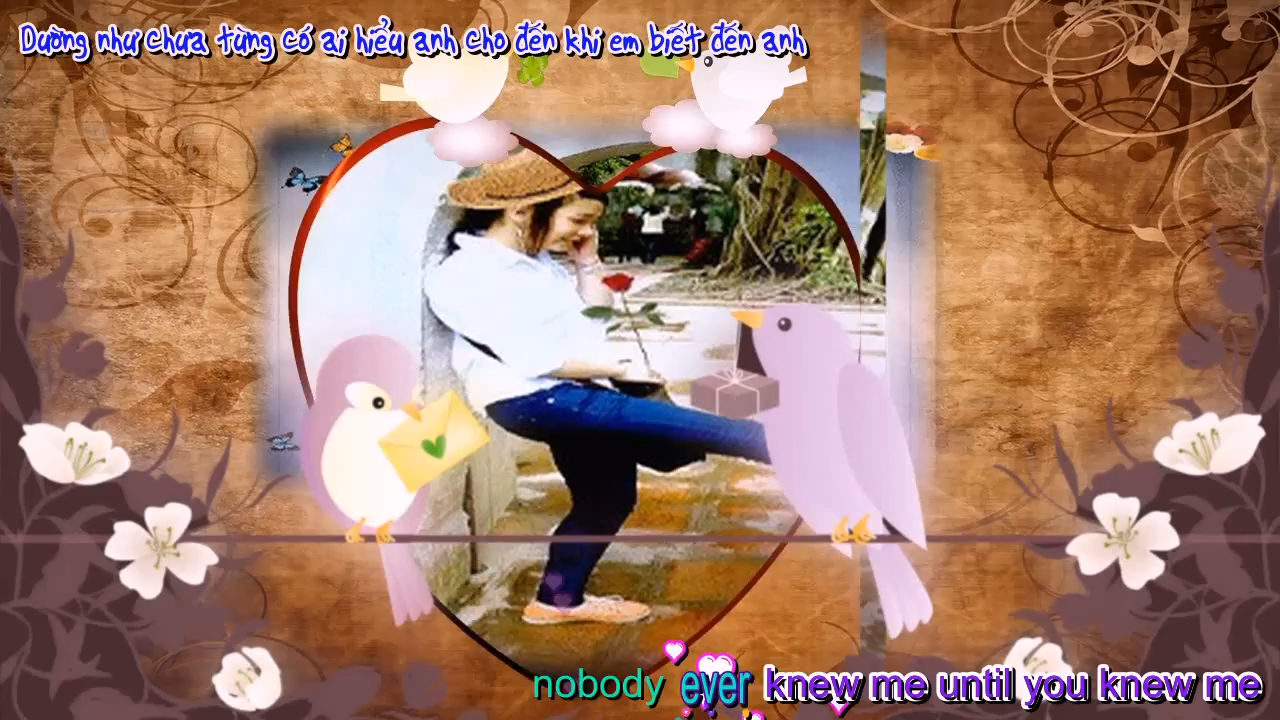 Dường như chưa từng có ai hiểu anh cho đến khi em biết đến anh
nobody ever knew me until you knew me